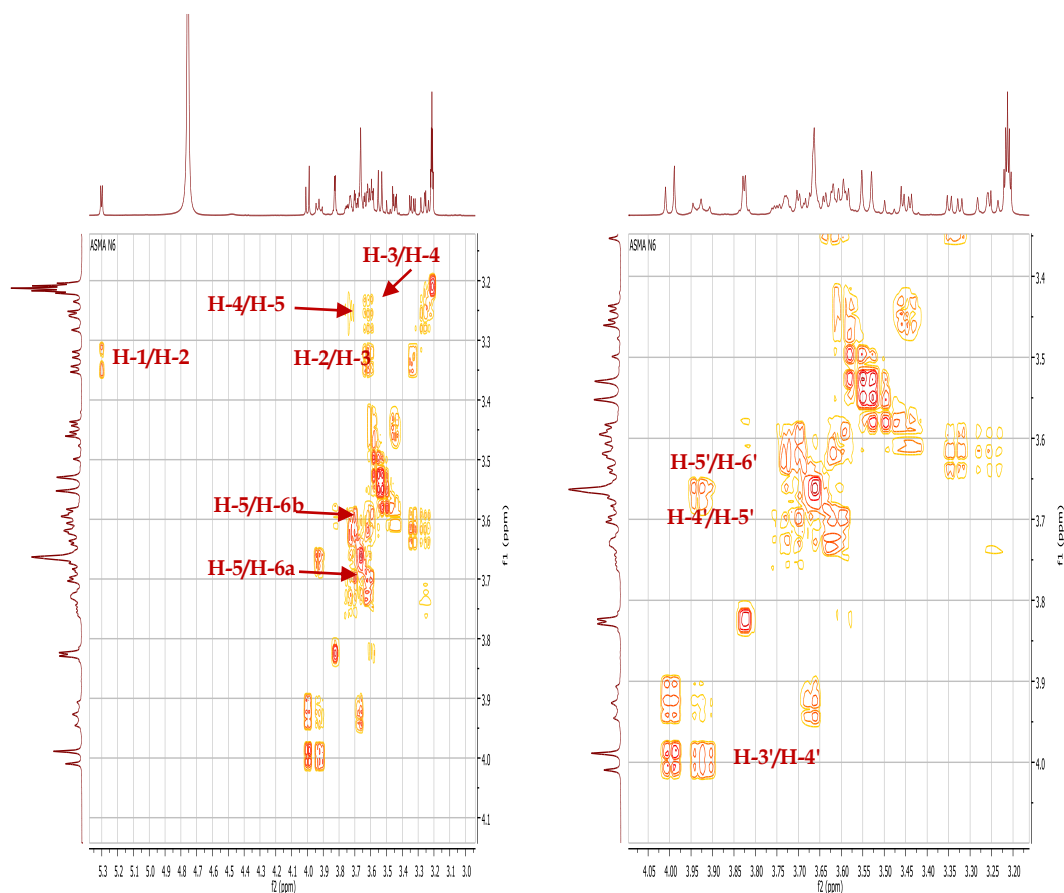 ASMA N6
H-3/H-4
H-4/H-5
H-1/H-2
H-2/H-3
H-5/H-6b
H-5/H-6a
3.2
3.3
3.4
3.5
3.6
3.7
3.8
3.9
4.0
4.1
f1 (ppm)
5.3 5.2 5.1 5.0 4.9 4.8 4.7 4.6 4.5 4.4 4.3 4.2 4.1 4.0 3.9 3.8 3.7 3.6 3.5 3.4 3.3 3.2 3.1 3.0
f2 (ppm)
ASMA N6
H-5'/H-6'
H-4'/H-5'
H-3'/H-4'
3.4
3.5
3.6
3.7
3.8
3.9
4.0
f1 (ppm)
4.05 4.00 3.95 3.90 3.85 3.80 3.75 3.70 3.65 3.60 3.55 3.50 3.45 3.40 3.35 3.30 3.25 3.20
f2 (ppm)